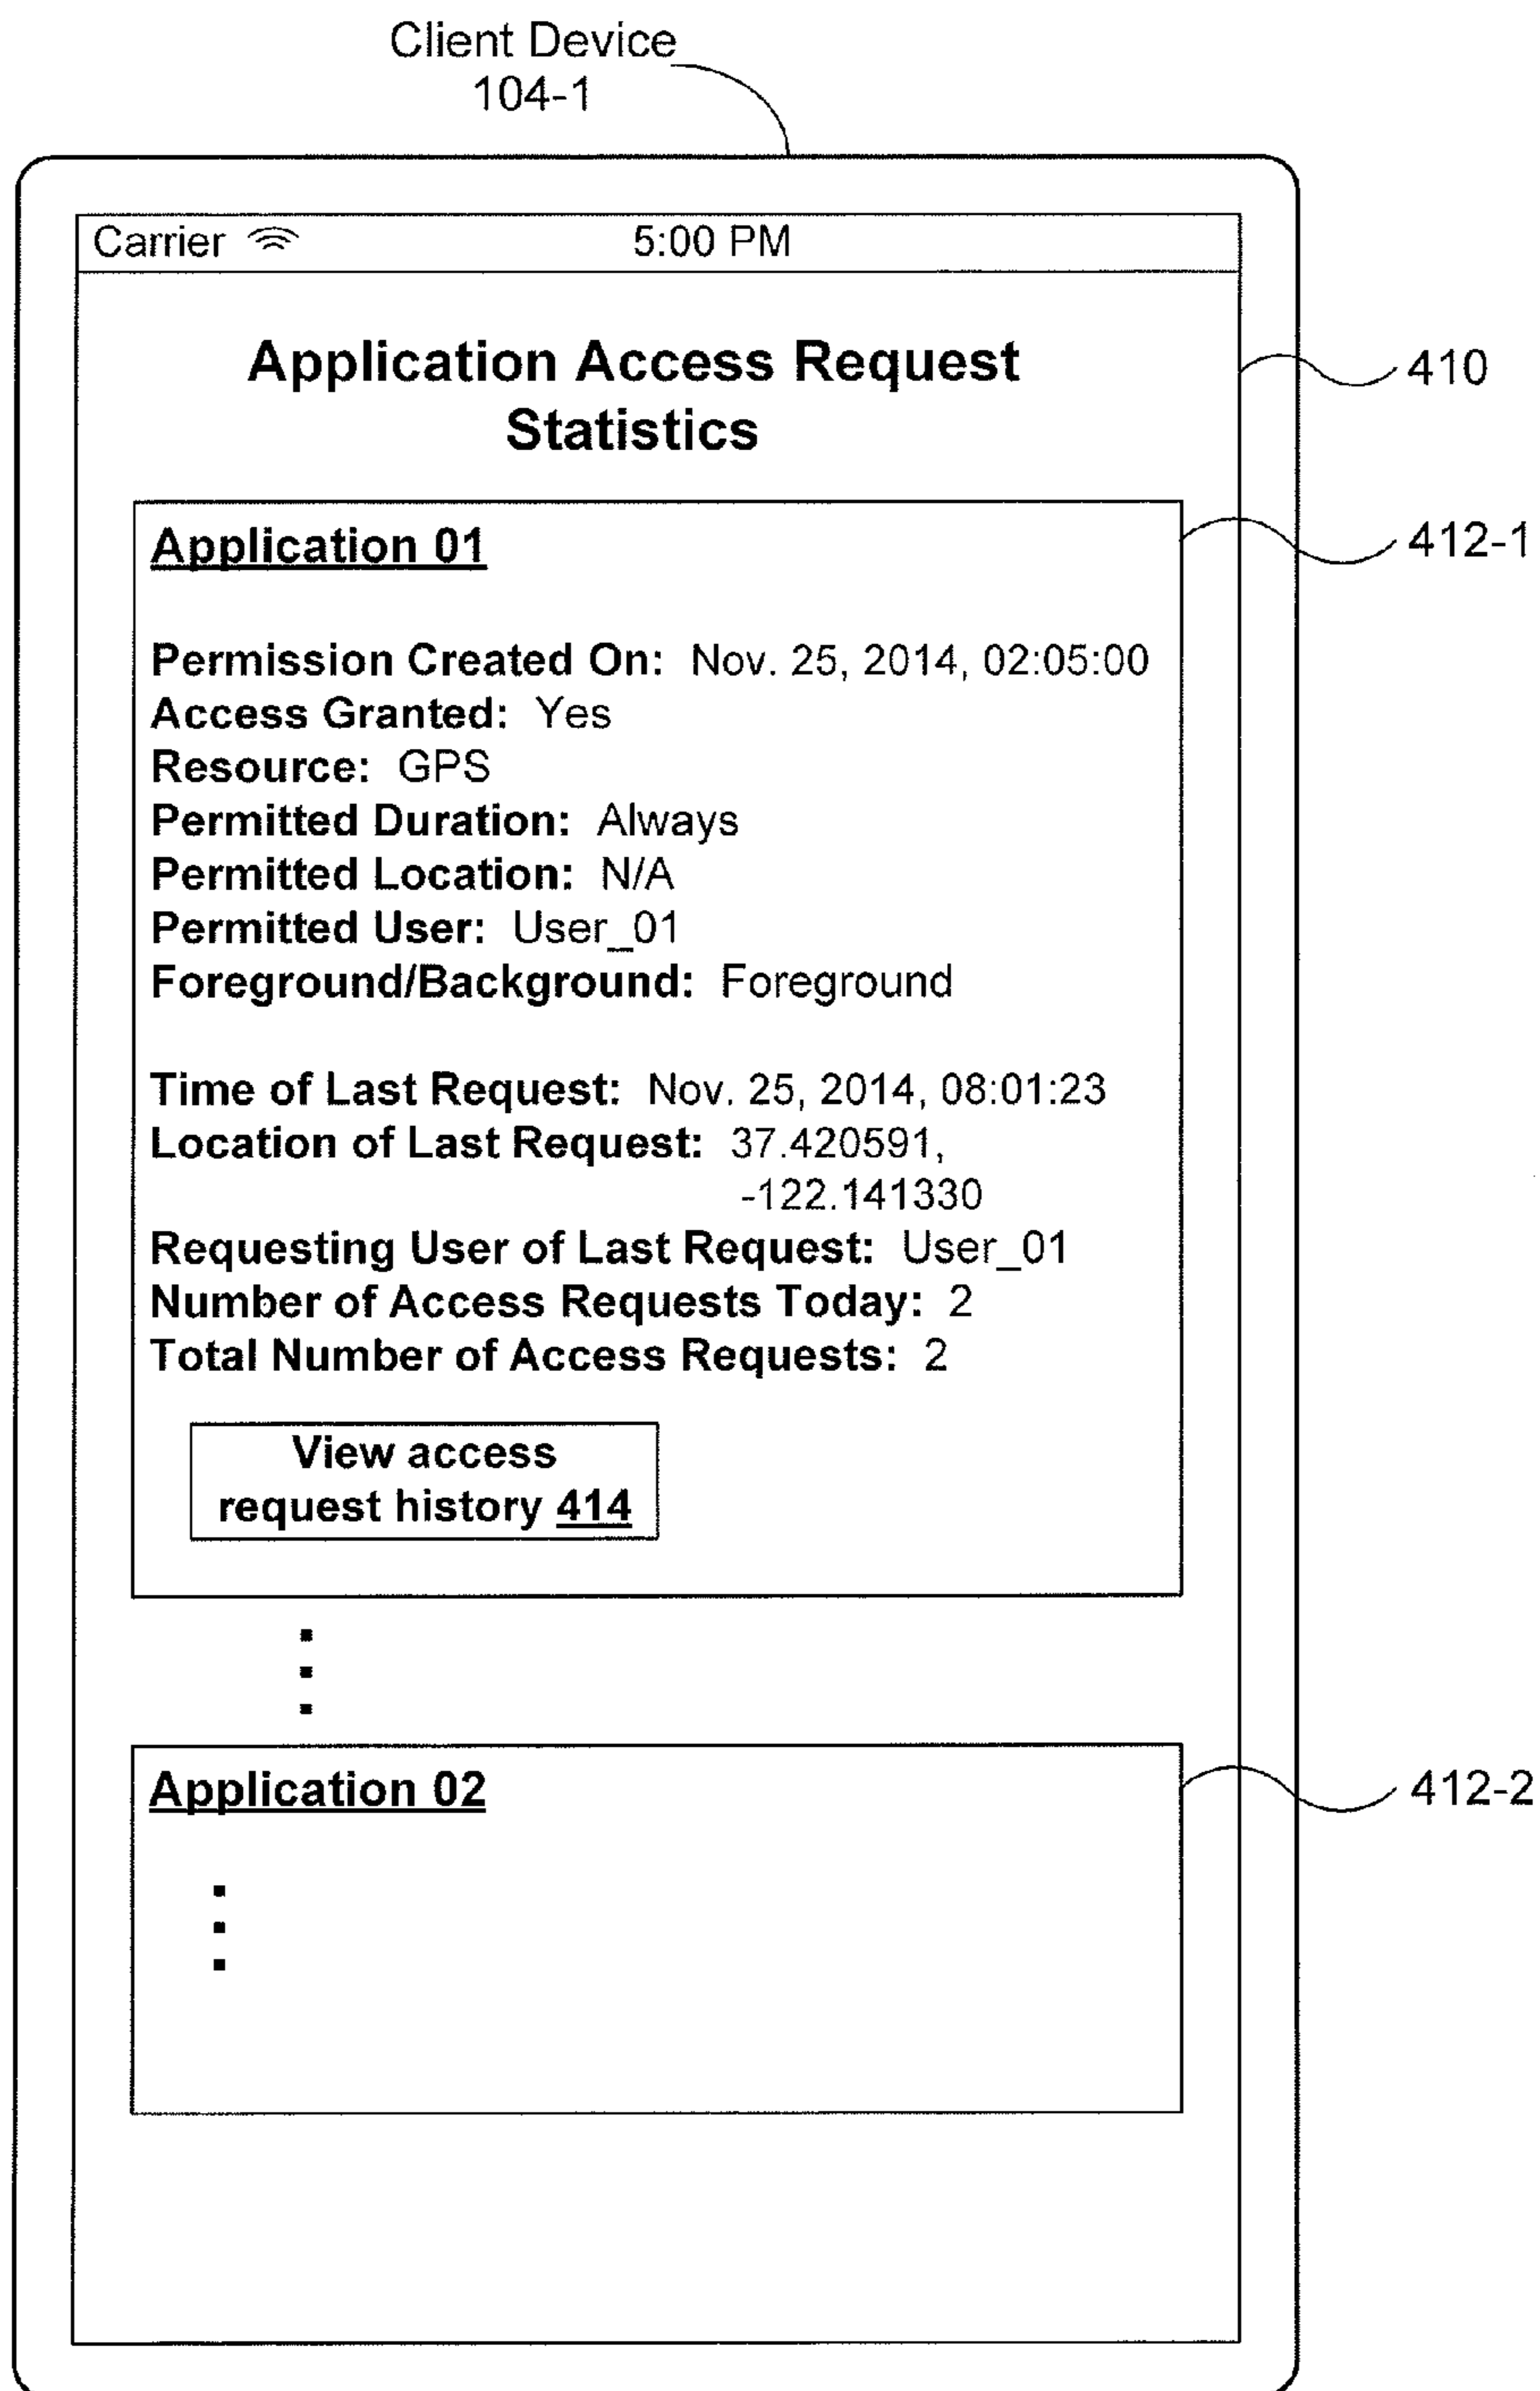 Client Device
104-1
Carrier 5:00 PM
Application Access Request
Statistics
410
Application 01
412-1
Permission Created On: Nov. 25, 2014, 02:05:00
Access Granted: Yes
Resource: GPS
Permitted Duration: Always
Permitted Location: N/A
Permitted User: User_01
Foreground/Background: Foreground
Time of Last Request: Nov. 25, 2014, 08:01:23
Location of Last Request: 37.420591,
-122.141330
Requesting User of Last Request: User_01
Number of Access Requests Today: 2
Total Number of Access Requests: 2
View access
request history 414
Application 02
412-2